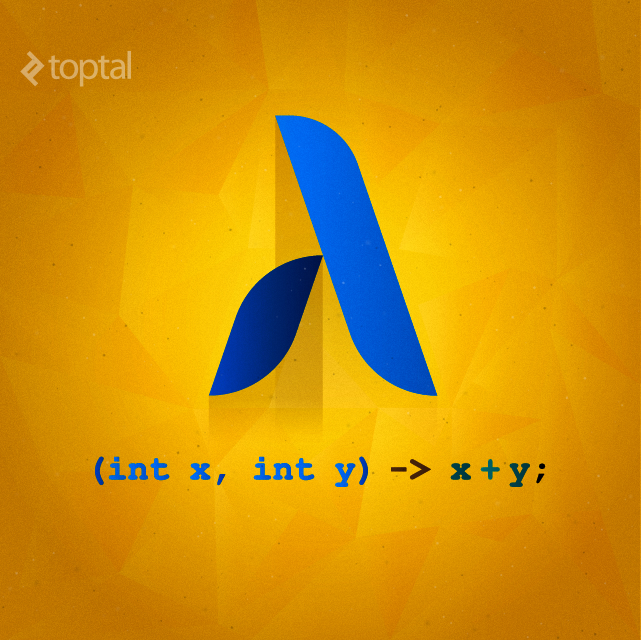 toptal
(int x, int y) -> x+y;